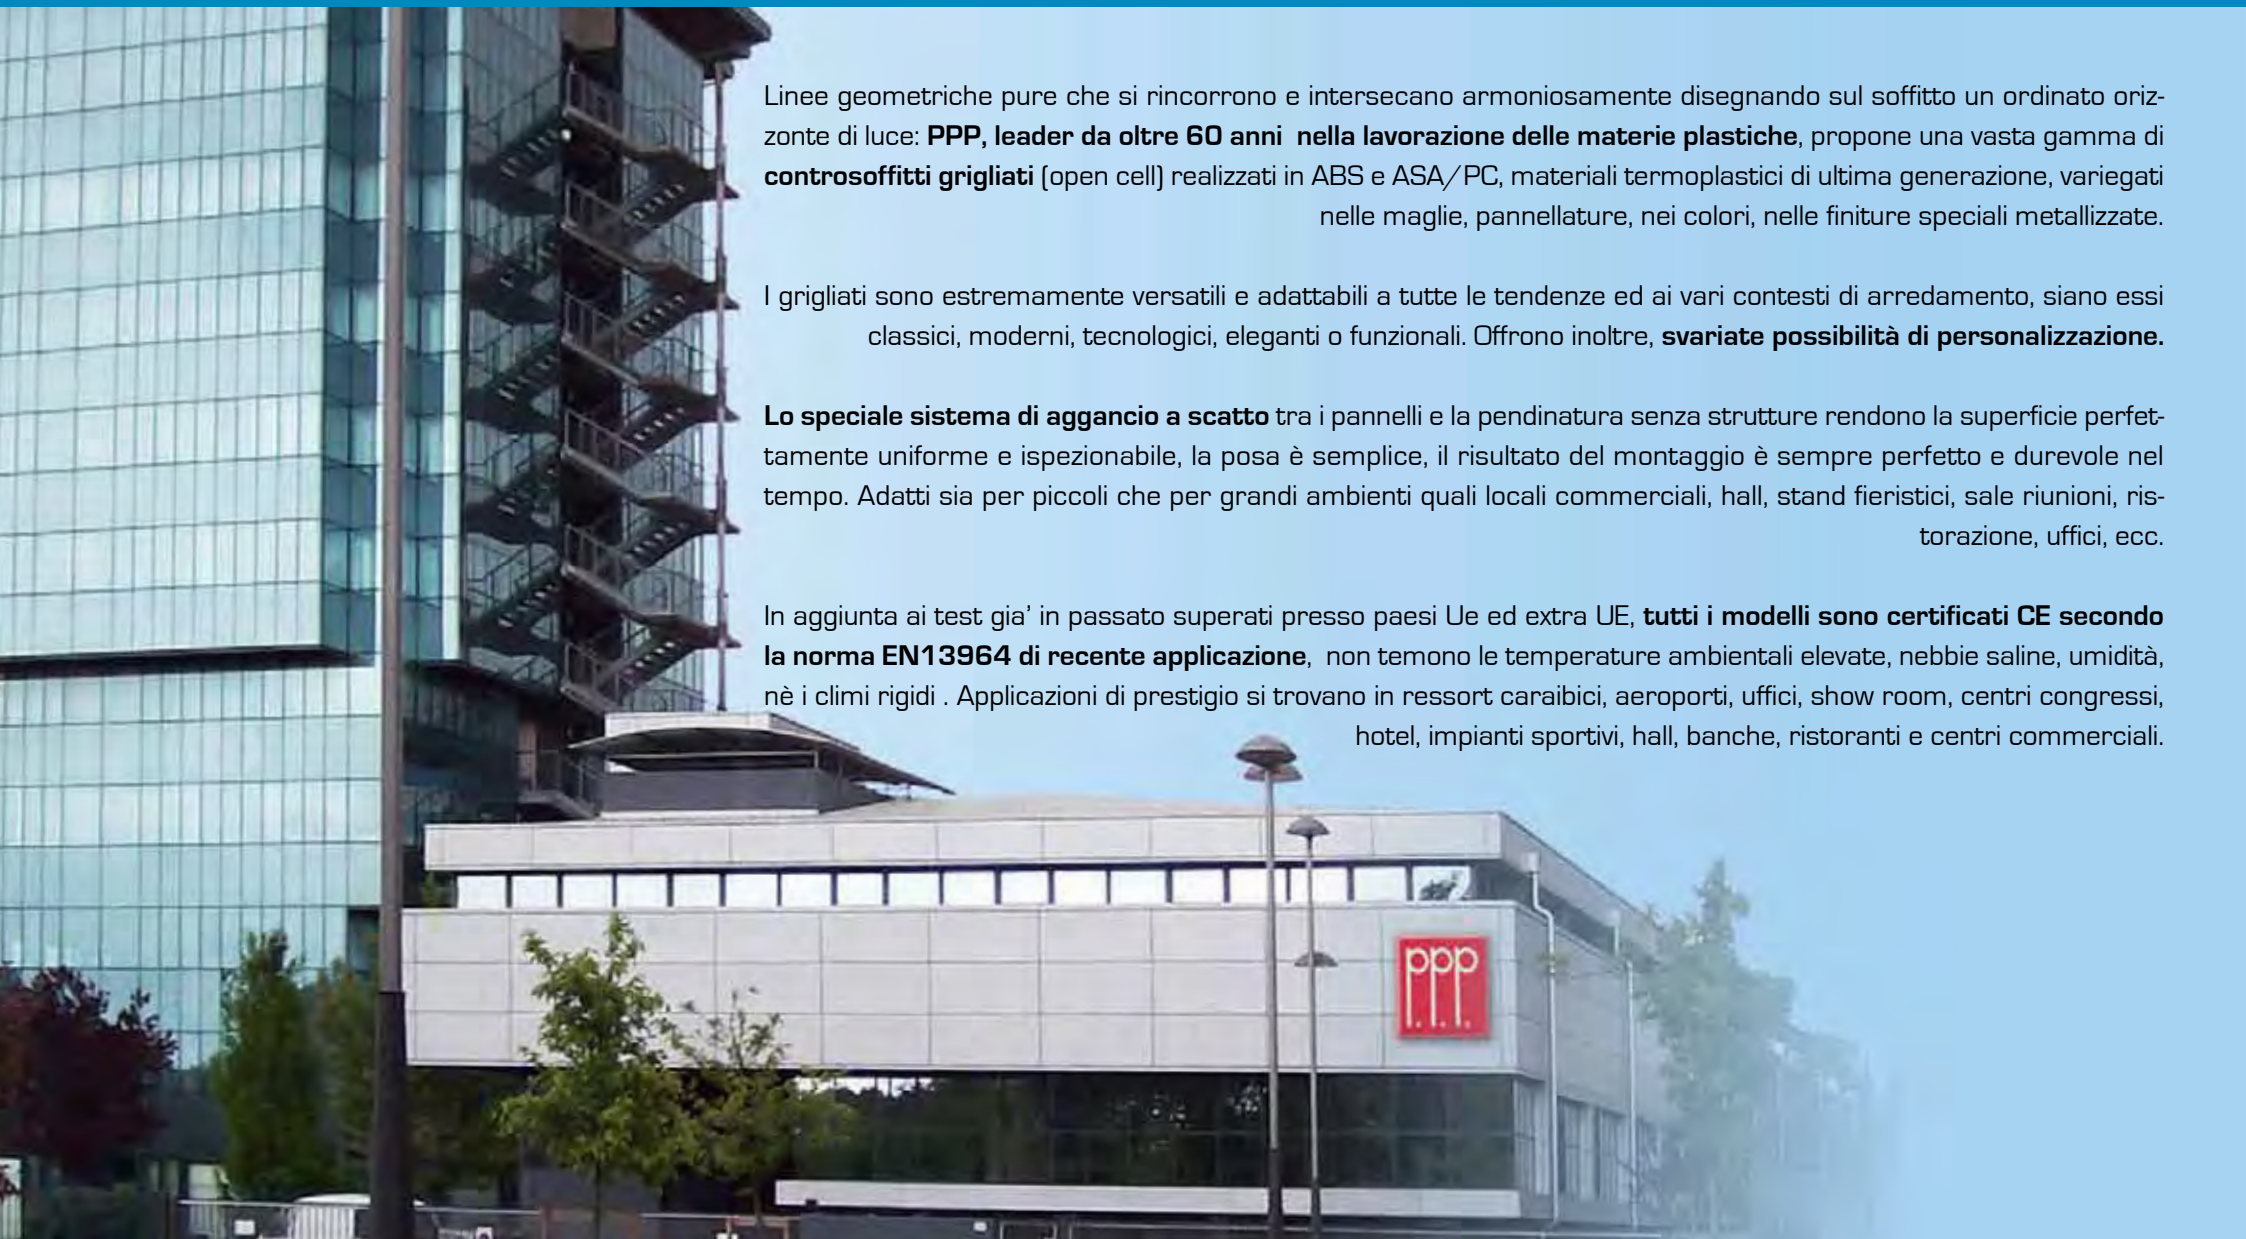 Linee geometriche pure che si rincorrono e intersecano armoniosamente disegnando sul soffitto un ordinato oriz-
zonte di luce: PPP, leader da oltre 60 anni  nella lavorazione delle materie plastiche, propone una vasta gamma di
controsoffitti grigliati (open cell) realizzati in ABS e ASA/PC, materiali termoplastici di ultima generazione, variegati
nelle maglie, pannellature, nei colori, nelle finiture speciali metallizzate.
I grigliati sono estremamente versatili e adattabili a tutte le tendenze ed ai vari contesti di arredamento, siano essi
classici, moderni, tecnologici, eleganti o funzionali. Offrono inoltre, svariate possibilità di personalizzazione.
Lo speciale sistema di aggancio a scatto tra i pannelli e la pendinatura senza strutture rendono la superficie perfet-
tamente uniforme e ispezionabile, la posa è semplice, il risultato del montaggio è sempre perfetto e durevole nel
tempo. Adatti sia per piccoli che per grandi ambienti quali locali commerciali, hall, stand fieristici, sale riunioni, ris-
torazione, uffici, ecc.
In aggiunta ai test gia’ in passato superati presso paesi Ue ed extra UE, tutti i modelli sono certificati CE secondo
la norma EN13964 di recente applicazione,  non temono le temperature ambientali elevate, nebbie saline, umidità,
nè i climi rigidi . Applicazioni di prestigio si trovano in ressort caraibici, aeroporti, uffici, show room, centri congressi,
hotel, impianti sportivi, hall, banche, ristoranti e centri commerciali.
p.p.p.